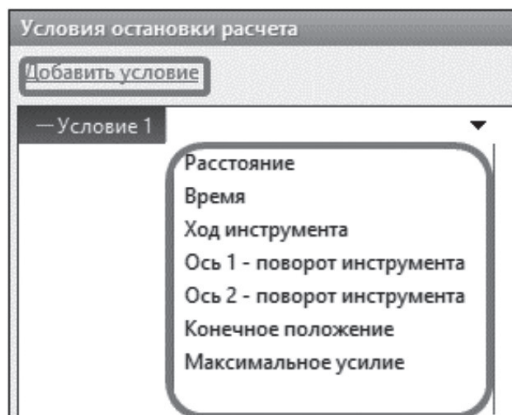 Условия остановки расчета
Добавить условие
Условие 1
Расстояние
Время
Ход инструмента
Ось 1 - поворот инструмента
Ось 2 - поворот инструмента
Конечное положение
Максимальное усилие